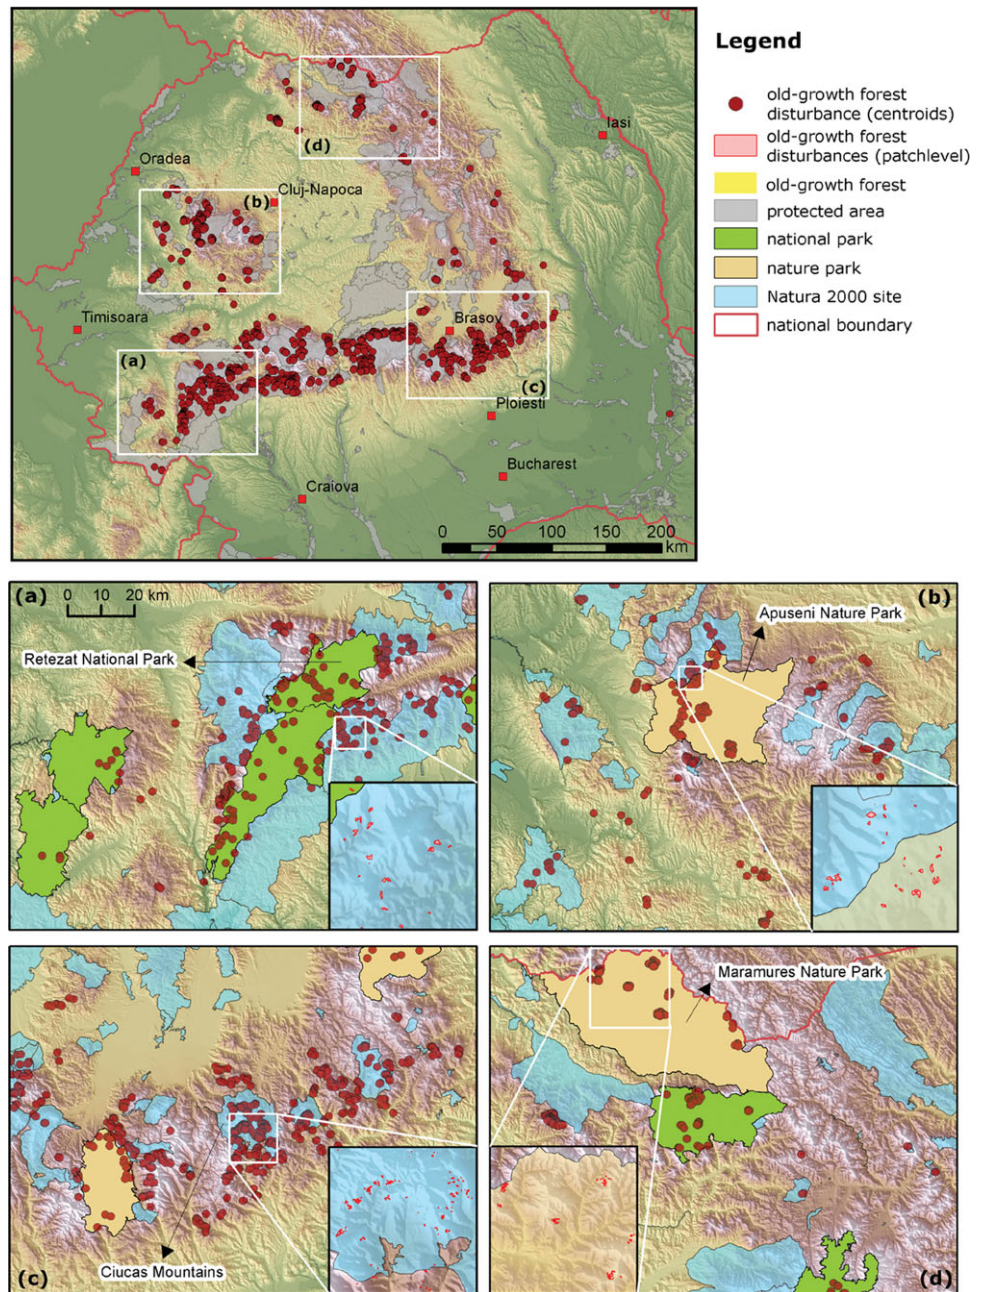 Legend
old-growth forest
disturbance (centroids)
old-growth forest
disturbances (patchlevel)
old-growth forest
protected area
national park
nature park
Natura 2000 site
national boundary
Iasi
(d)
Oradea
(b)
Cluj-Napoca
Timisoara
Brasov
(a)
(c)
Ploiesti
Bucharest
Craiova
0 50 100 150 200
km
(a)
0 10 20 km
Retezat National Park
(b)
Apuseni Nature Park
(c)
Ciucas Mountains
Maramures Nature Park
(d)